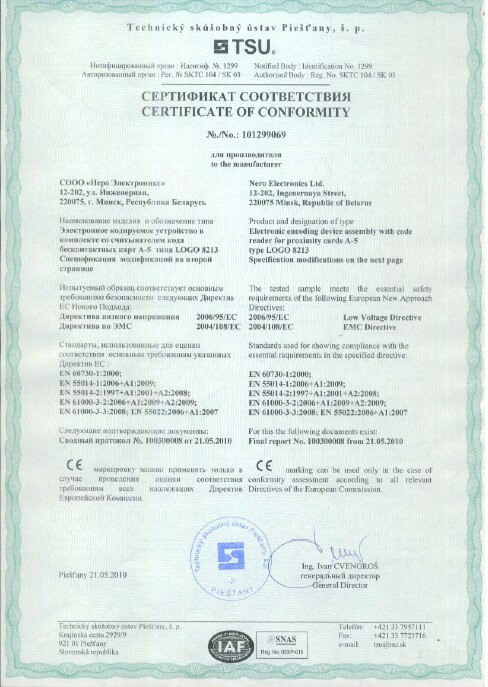 Technický skúšobný ústav Piešťany, š. p.
TSU®
Нотифицированный орган : Идентиф. № 1299
Авторизованный орган : Рег. № SKTC 104 / SK 03
Notified Body : Identification No. 1299
Authorised Body : Reg. No. SKTC 104 / SK 03
СЕРТИФИКАТ СООТВЕТСТВИЯ
CERTIFICATE OF CONFORMITY
№./No.: 101299069
для производителя
to the manufacturer
СООО «Неро Электроникс»
12-202, ул. Инженерная,
220075, г. Минск, Республика Беларусь
Nero Electronics Ltd.
12-202, Ingenernaya Street,
220075 Minsk, Republic of Belarus
Наименование изделия и обозначение типа
Электронное кодируемое устройство в
комплекте со считывателем кода
бесконтактных карт А-5 типа LOGO 8213
Спецификация модификаций на второй
странице
Product and designation of type
Electronic encoding device assembly with code
reader for proximity cards A-5
type LOGO 8213
Specification modifications on the next page
Испытуемый образец соответствует основным
требованиям безопасности следующих Директив
ЕС Нового Подхода:
Директива низкого напряжения 2006/95/ЕС
Директива по ЭМС 2004/108/ЕС
The tested sample meets the essential safety
requirements of the following European New Approach
Directives:
2006/95/EC Low Voltage Directive
2004/108/EC EMC Directive
Стандарты, использованные для оценки
соответствия основным требованиям указанных
Директив ЕС :
EN 60730-1:2000;
EN 55014-1:2006+A1:2009;
EN 55014-2:1997+A1:2001+A2:2008;
EN 61000-3-2:2006+A1:2009+A2:2009;
EN 61000-3-3:2008; EN 55022:2006+A1:2007
Standards used for showing compliance with the
essential requirements in the specified directive:
EN 60730-1:2000;
EN 55014-1:2006+A1:2009;
EN 55014-2:1997+A1:2001+A2:2008;
EN 61000-3-2:2006+A1:2009+A2:2009;
EN 61000-3-3:2008; EN 55022:2006+A1:2007
Следующие подтверждающие документы:
Сводный протокол № 100300008 от 21.05.2010
For this the following documents exist:
Final report No. 100300008 from 21.05.2010
CE маркировку можно применять только в
случае проведения оценки соответствия
требованиям всех надлежащих Директив
Европейской Комиссии.
CE marking can be used only in the case of
conformity assessment according to all relevant
Directives of the European Commission.
Technický skúšobný ústav
-2-
PIEŠŤANY
Piešťany 21.05.2010
Ing. Ivan CVENGROŠ
генеральный директор
General Director
Technický skúšobný ústav Piešťany, š. p.
Krajinská cesta 2929/9
921 01 Piešťany
Slovenská republika
IAF
SNAS
Telefón: +421 33 7957111
Fax: +421 33 7723716
e-mail: tsu@tsu.sk